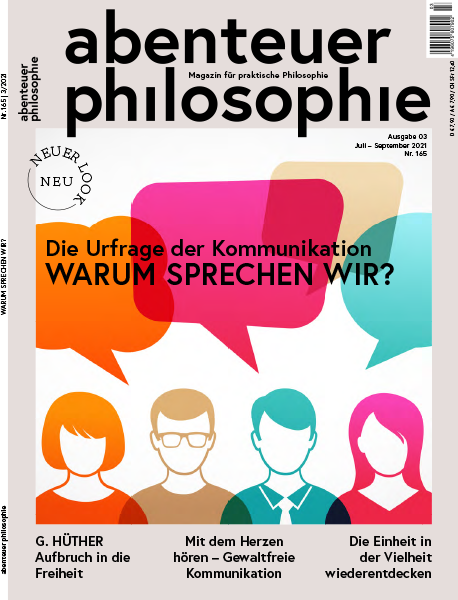 abenteuer
Magazin für praktische Philosophie
philosophie
Ausgabe 03
Juli – September 2021
Nr. 165
NEUER LOOK
NEU
Die Urfrage der Kommunikation
WARUM SPRECHEN WIR?
G. HÜTHER
Aufbruch in die
Freiheit
Mit dem Herzen
hören – Gewaltfreie
Kommunikation
Die Einheit in
der Vielheit
wiederentdecken
Nr. 165 | 3/2021
abenteuer
philosophie
WARUM SPRECHEN WIR?
abenteuer philosophie